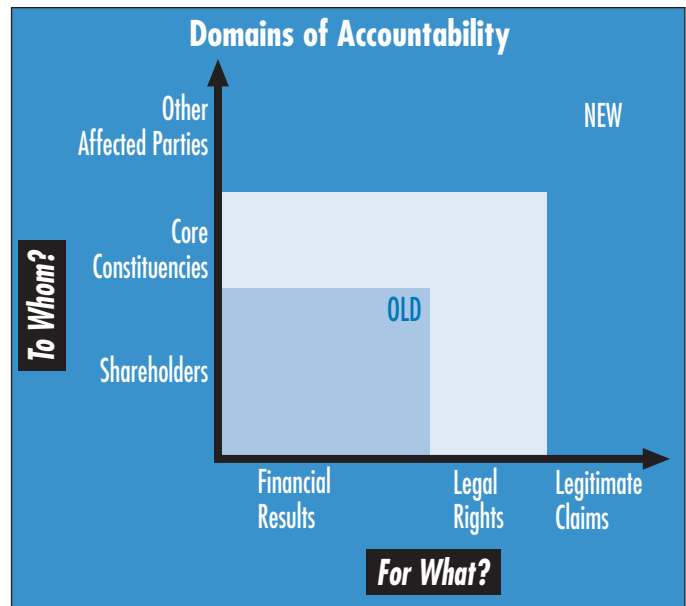 Domains of Accountability
Other
Affected Parties
NEW
Core
Constituencies
To Whom?
OLD
Shareholders
Financial
Results
Legal
Rights
Legitimate
Claims
For What?